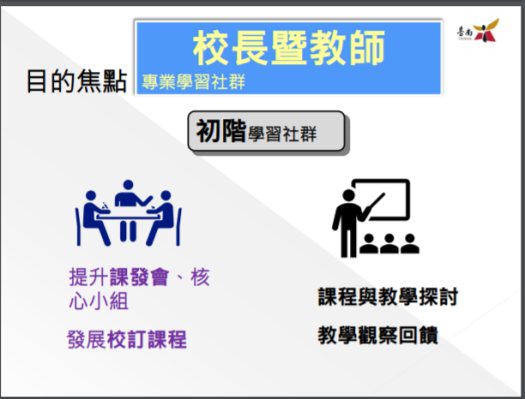 校長暨教師
目的焦點
專業學習社群
臺南
初階學習社群
提升課發會、核
心小組
發展校訂課程
課程與教學探討
教學觀察回饋